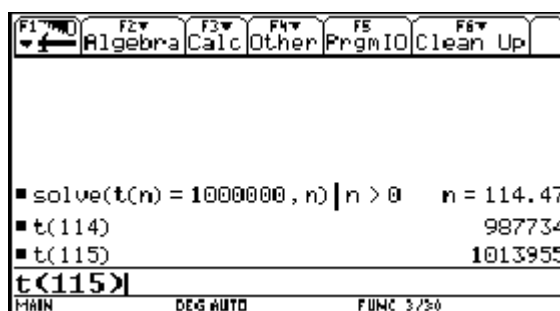 F1 F2▼ F3▼ F4▼ F5 F6▼
Algebra Calc Other PrgmIO Clean Up
▪ solve(t(n) = 1000000, n) | n > 0 n = 114.47
▪ t(114) 987734
▪ t(115) 1013955
t(115)
MAIN DEG AUTO FUNC 3/30